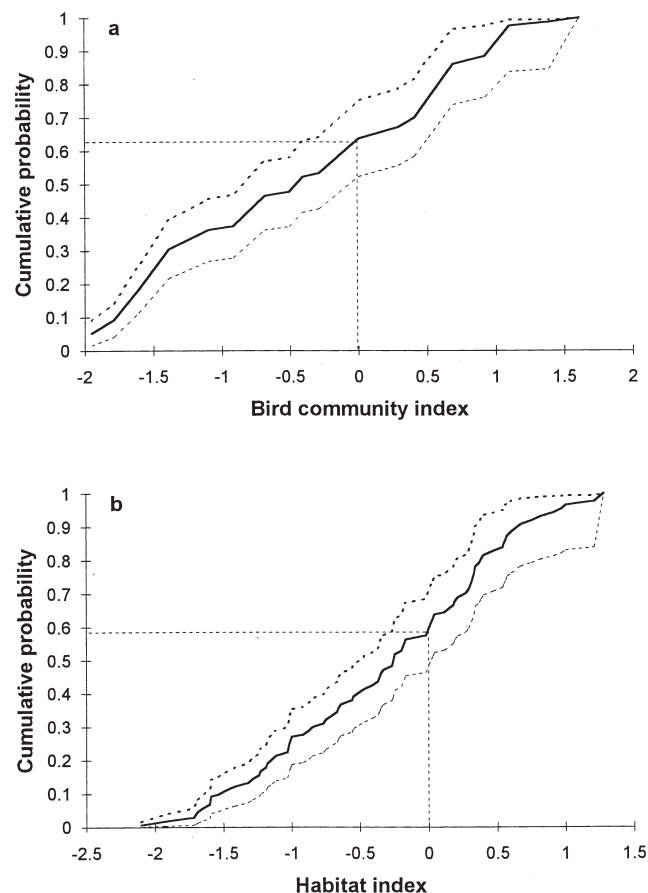 a
Cumulative probability
1
0.9
0.8
0.7
0.6
0.5
0.4
0.3
0.2
0.1
0
-2 -1.5 -1 -0.5 0 0.5 1 1.5 2
Bird community index
b
Cumulative probability
1
0.9
0.8
0.7
0.6
0.5
0.4
0.3
0.2
0.1
0
-2.5 -2 -1.5 -1 -0.5 0 0.5 1 1.5
Habitat index